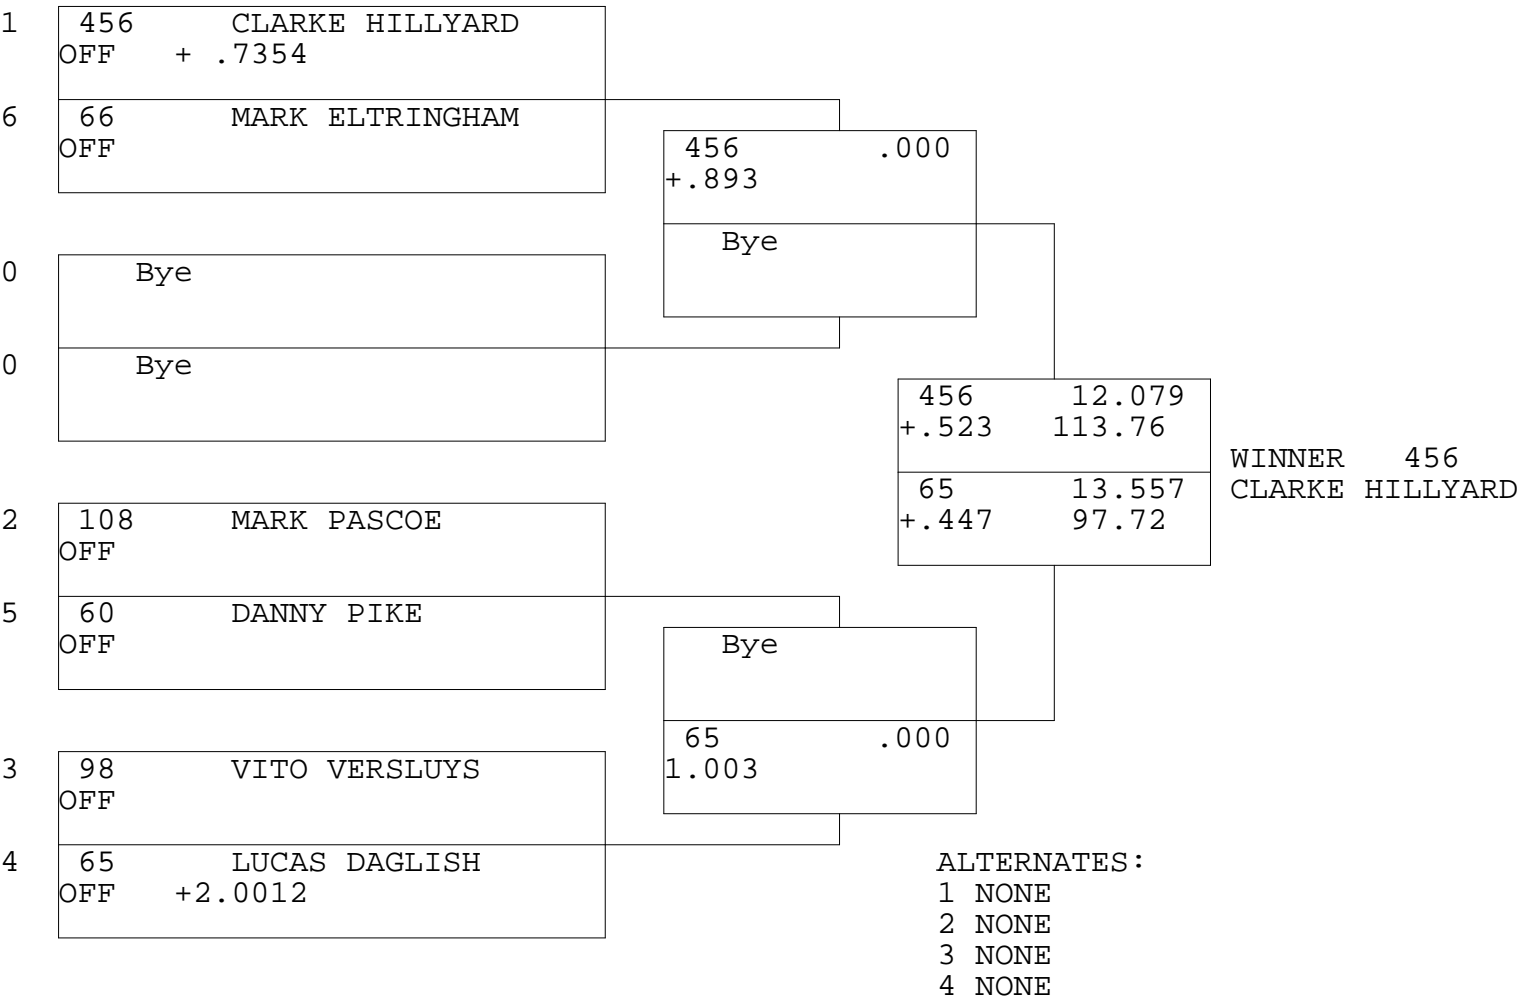 1 456 CLARKE HILLYARD
OFF + .7354
6 66 MARK ELTRINGHAM
OFF
0 Bye
0 Bye
2 108 MARK PASCOE
OFF
5 60 DANNY PIKE
OFF
3 98 VITO VERSLUYS
OFF
4 65 LUCAS DAGLISH
OFF +2.0012
456 .000
+.893
Bye
Bye
65 .000
1.003
456 12.079
+.523 113.76
65 13.557
+.447 97.72
WINNER 456
CLARKE HILLYARD
ALTERNATES:
1 NONE
2 NONE
3 NONE
4 NONE